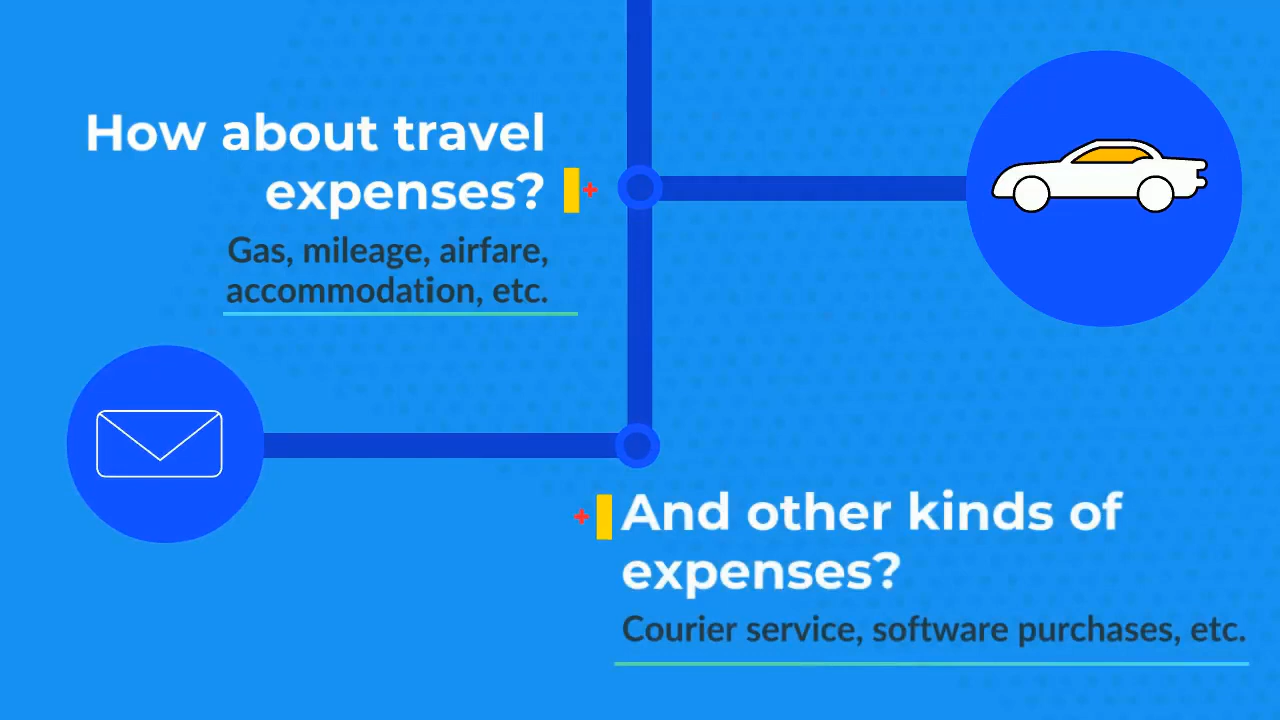 How about travel
expenses?
Gas, mileage, airfare,
accommodation, etc.
And other kinds of
expenses?
Courier service, software purchases, etc.